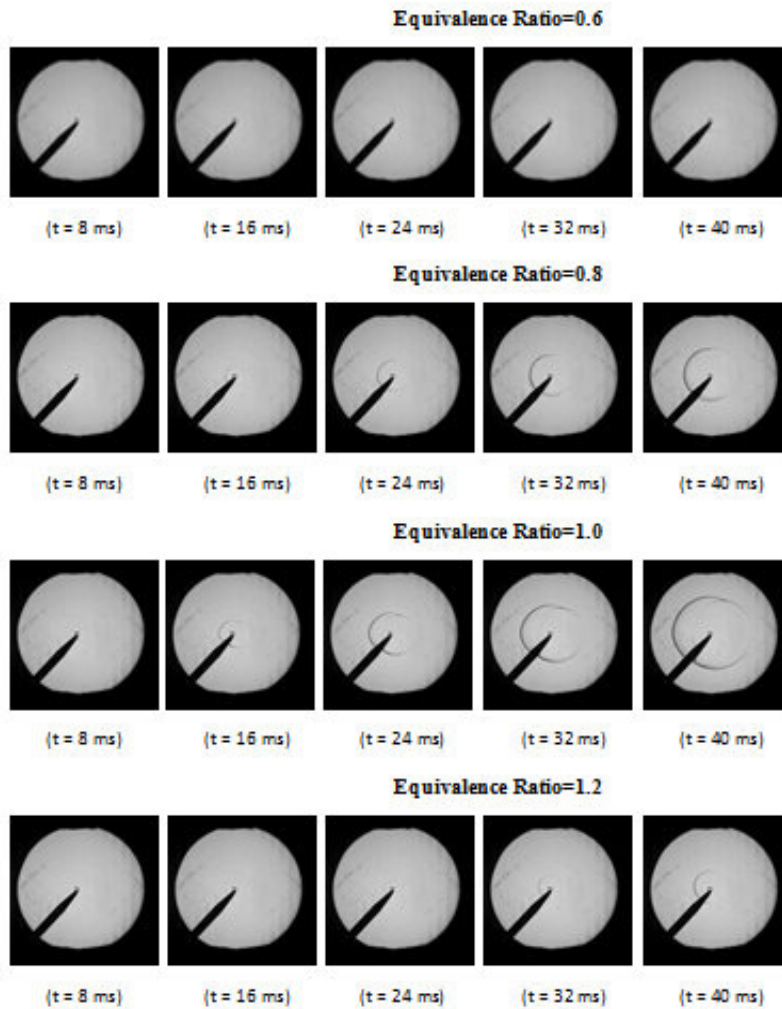 Equivalence Ratio=0.6
(t = 8 ms) (t = 16 ms) (t = 24 ms) (t = 32 ms) (t = 40 ms)
Equivalence Ratio=0.8
(t = 8 ms) (t = 16 ms) (t = 24 ms) (t = 32 ms) (t = 40 ms)
Equivalence Ratio=1.0
(t = 8 ms) (t = 16 ms) (t = 24 ms) (t = 32 ms) (t = 40 ms)
Equivalence Ratio=1.2
(t = 8 ms) (t = 16 ms) (t = 24 ms) (t = 32 ms) (t = 40 ms)